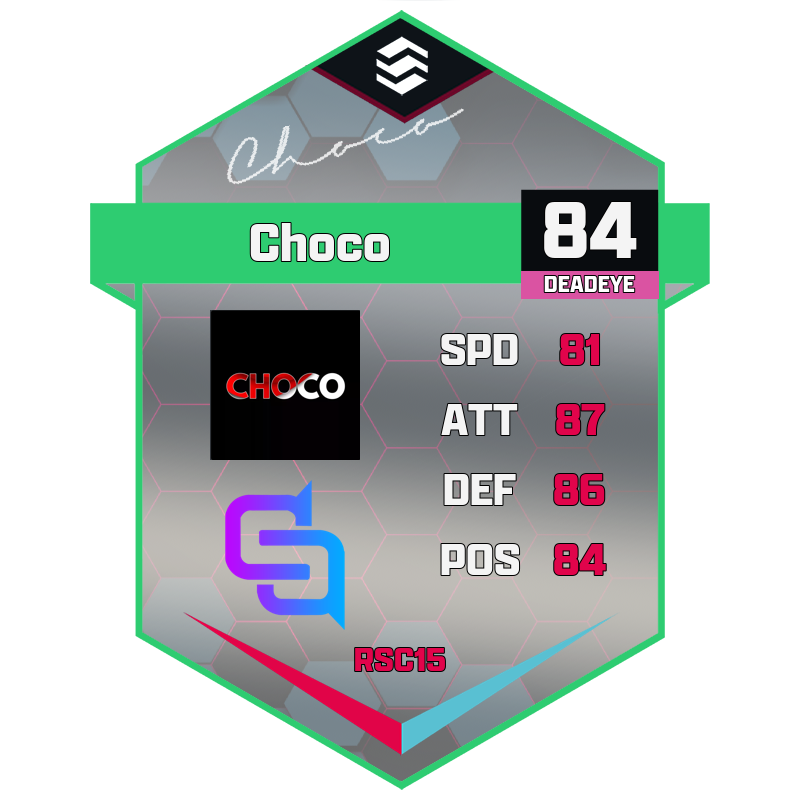 Choco
Choco
84
DEADEYE
CHOCO
SPD 81
ATT 87
DEF 86
POS 84
RSC15